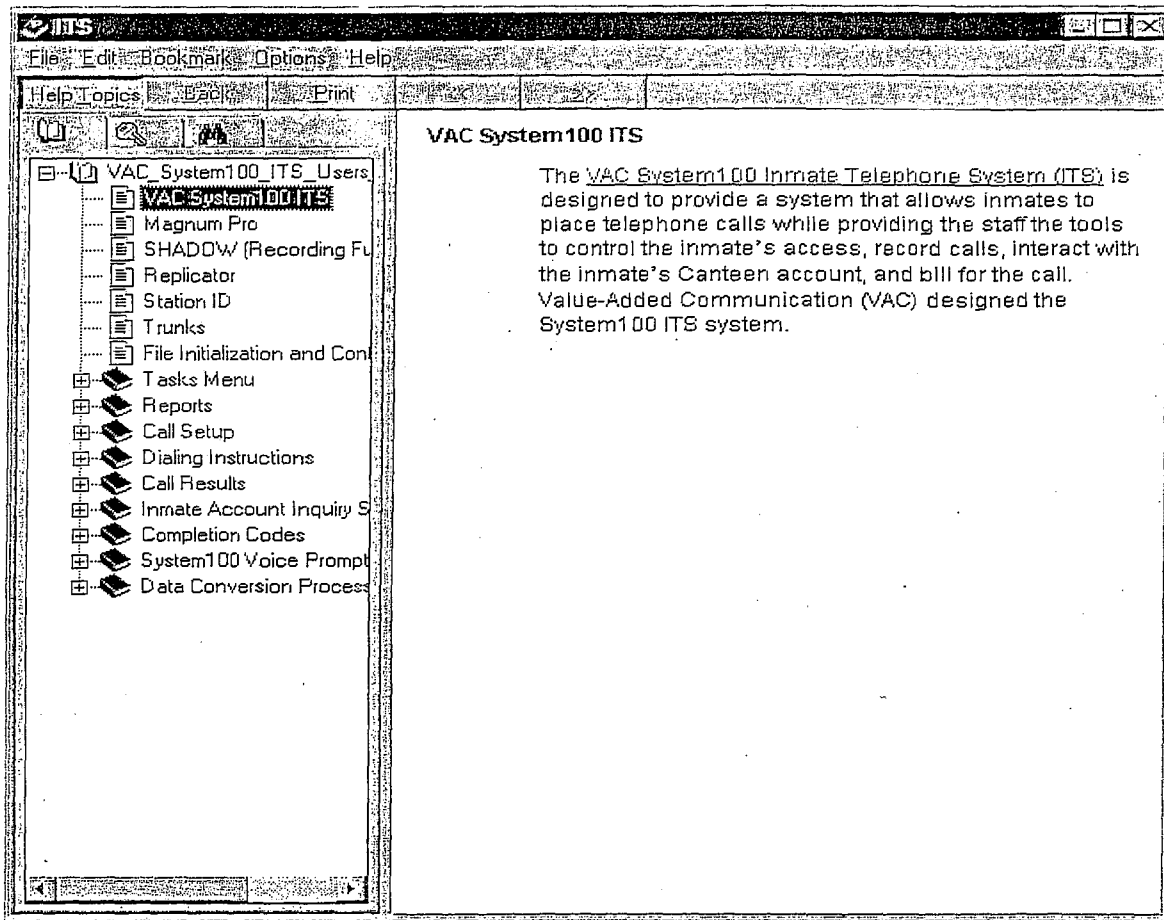 ITS
File Edit Bookmark Options Help
Help Topics Back Print << >>
VAC_System100_ITS_Users_
VAC System100 ITS
Magnum Pro
SHADOW (Recording Fu
Replicator
Station ID
Trunks
File Initialization and Con
Tasks Menu
Reports
Call Setup
Dialing Instructions
Call Results
Inmate Account Inquiry S
Completion Codes
System100 Voice Prompt
Data Conversion Process
VAC System100 ITS
The VAC System100 Inmate Telephone System (ITS) is
designed to provide a system that allows inmates to
place telephone calls while providing the staff the tools
to control the inmate's access, record calls, interact with
the inmate's Canteen account, and bill for the call.
Value-Added Communication (VAC) designed the
System100 ITS system.